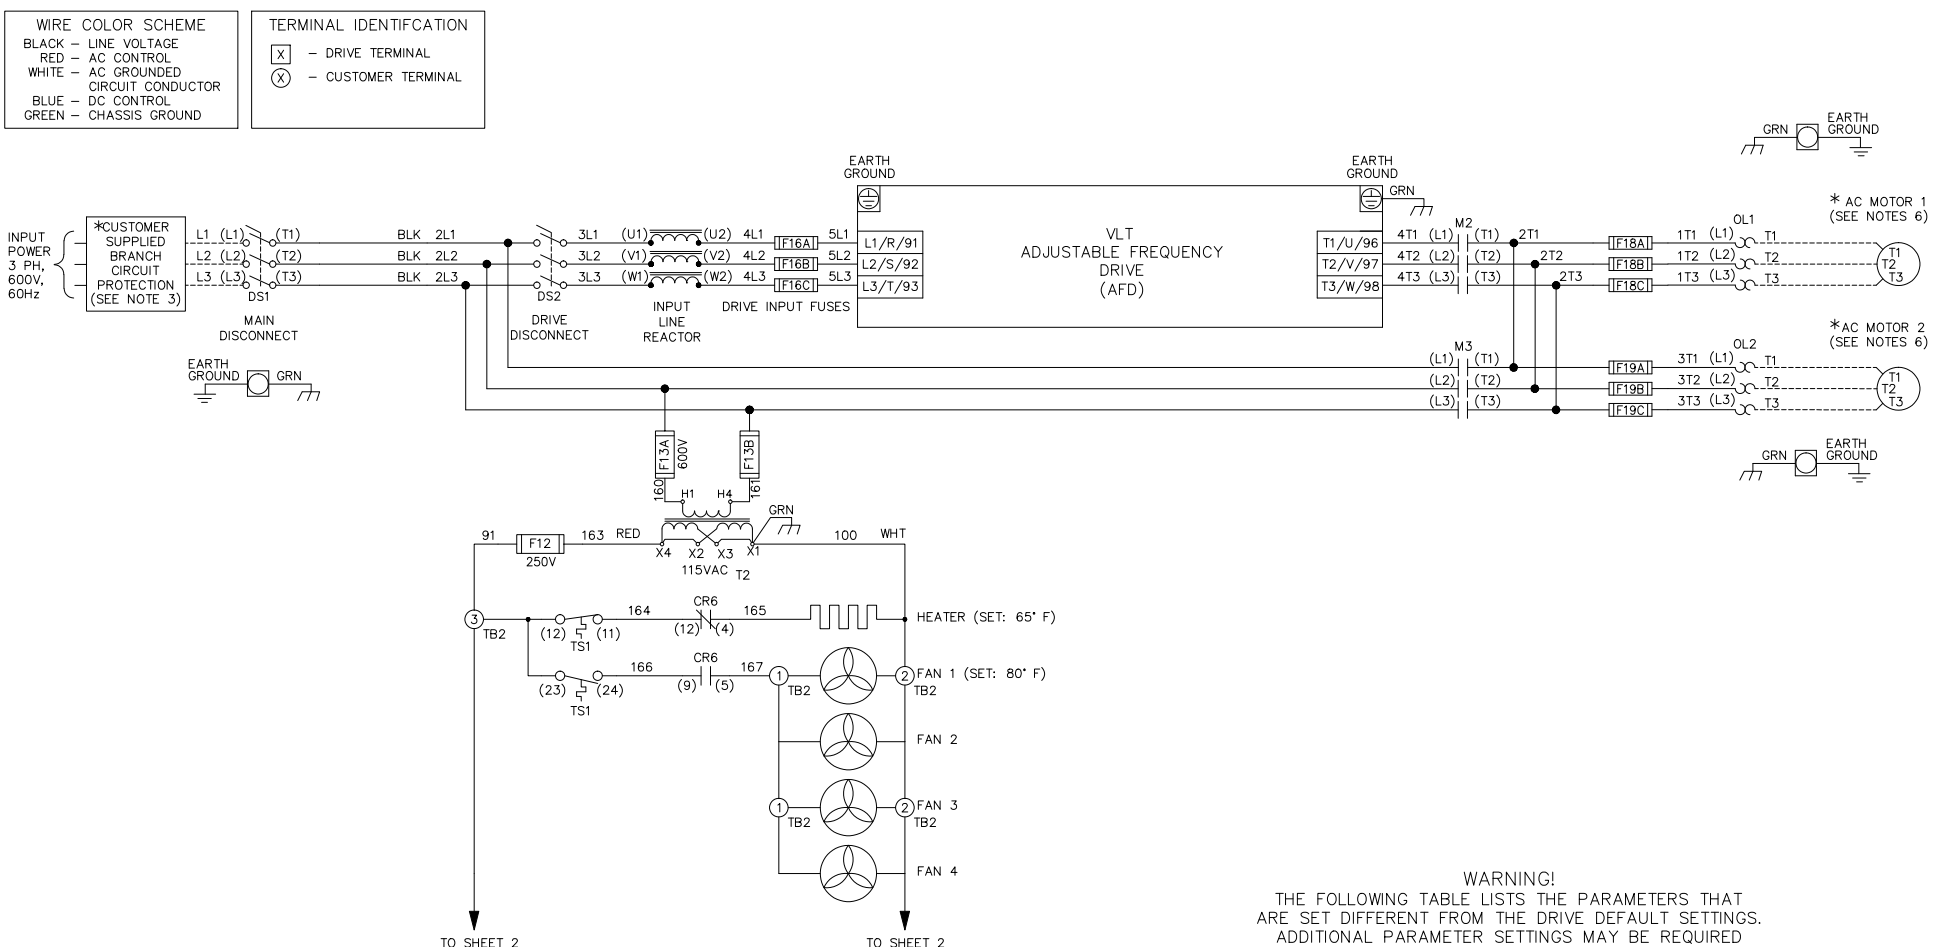 WIRE COLOR SCHEME
BLACK – LINE VOLTAGE
RED – AC CONTROL
WHITE – AC GROUNDED
CIRCUIT CONDUCTOR
BLUE – DC CONTROL
GREEN – CHASSIS GROUND
TERMINAL IDENTIFCATION
X – DRIVE TERMINAL
X – CUSTOMER TERMINAL
INPUT
POWER
3 PH,
600V,
60Hz
*CUSTOMER
SUPPLIED
BRANCH
CIRCUIT
PROTECTION
(SEE NOTE 3)
L1 (L1) (T1) BLK 2L1 3L1 (U1) (U2) 4L1 F16A 5L1 L1/R/91
L2 (L2) (T2) BLK 2L2 3L2 (V1) (V2) 4L2 F16B 5L2 L2/S/92
L3 (L3) (T3) BLK 2L3 3L3 (W1) (W2) 4L3 F16C 5L3 L3/T/93
DS1
MAIN
DISCONNECT
DS2
DRIVE
DISCONNECT
INPUT
LINE
REACTOR
DRIVE INPUT FUSES
EARTH
GROUND
GRN
EARTH
GROUND
VLT
ADJUSTABLE FREQUENCY
DRIVE
(AFD)
EARTH
GROUND
GRN
M2
T1/U/96 4T1 (L1) (T1) 2T1 F18A 1T1 (L1) T1
T2/V/97 4T2 (L2) (T2) 2T2 F18B 1T2 (L2) T2
T3/W/98 4T3 (L3) (T3) 2T3 F18C 1T3 (L3) T3
OL1
GRN
EARTH
GROUND
* AC MOTOR 1
(SEE NOTES 6)
T1
T2
T3
M3
(L1) (T1) F19A 3T1 (L1) T1
(L2) (T2) F19B 3T2 (L2) T2
(L3) (T3) F19C 3T3 (L3) T3
OL2
*AC MOTOR 2
(SEE NOTES 6)
T1
T2
T3
GRN
EARTH
GROUND
F13A
600V
F13B
160
161
H1 H4
GRN
91 F12 163 RED
250V
X4 X2 X3 X1
115VAC T2
100 WHT
3
TB2
(12) (11)
TS1
164
CR6
(12) (4)
165
HEATER (SET: 65° F)
(23) (24)
TS1
166
CR6
(9) (5)
167
1
TB2
2
TB2
FAN 1 (SET: 80° F)
FAN 2
1
TB2
2
TB2
FAN 3
FAN 4
TO SHEET 2
TO SHEET 2
WARNING!
THE FOLLOWING TABLE LISTS THE PARAMETERS THAT
ARE SET DIFFERENT FROM THE DRIVE DEFAULT SETTINGS.
ADDITIONAL PARAMETER SETTINGS MAY BE REQUIRED